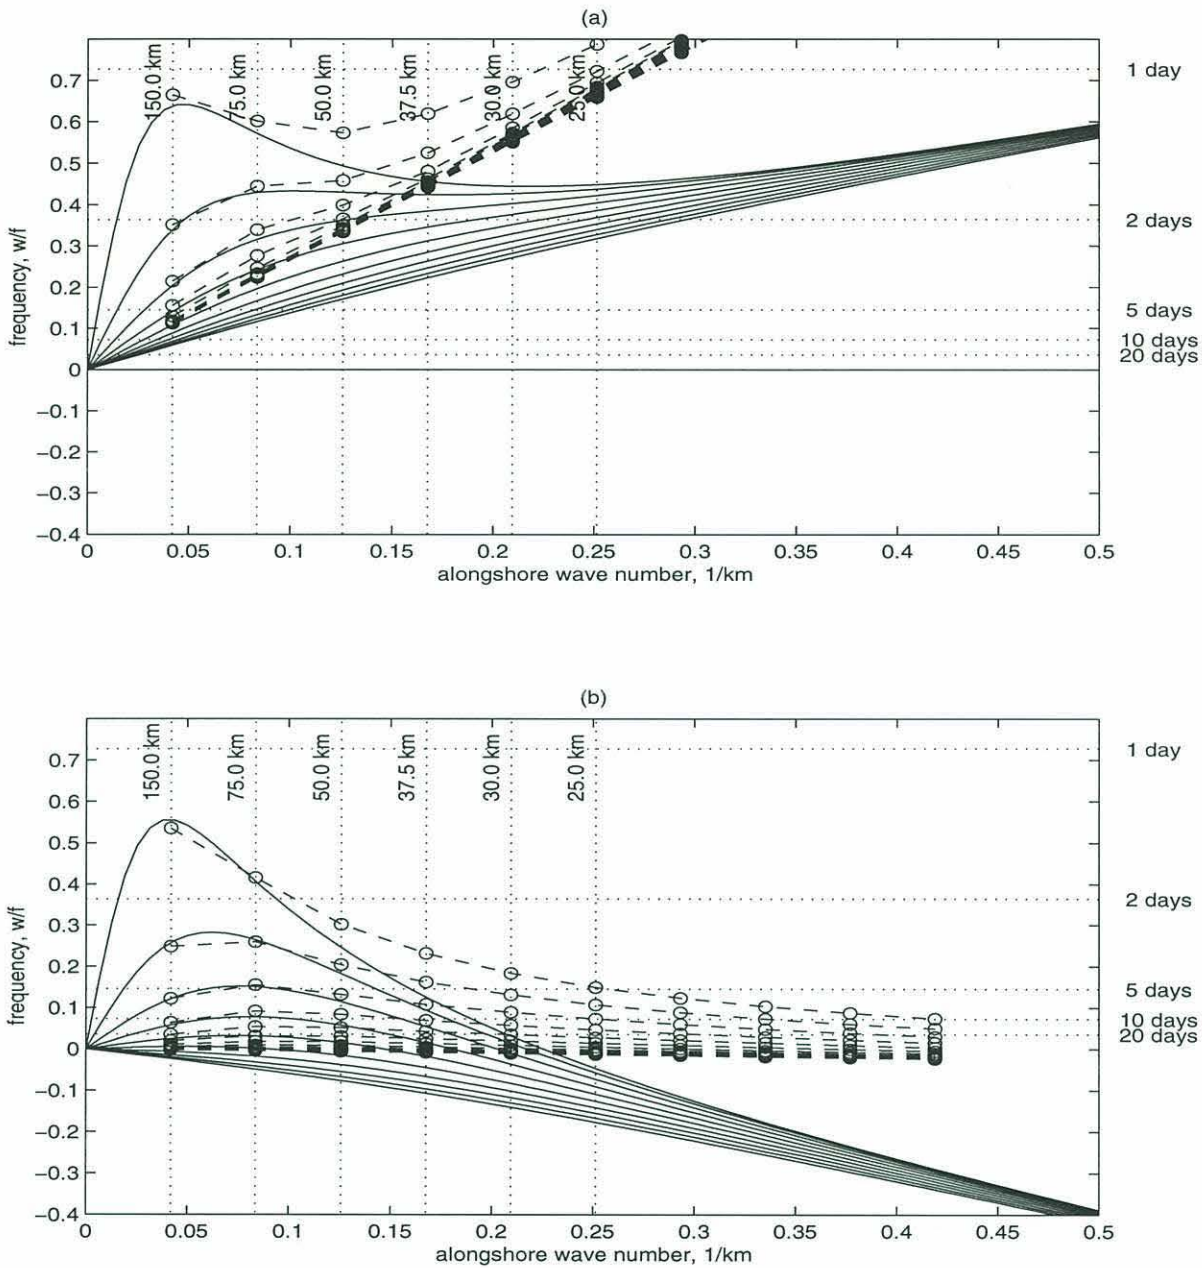 (a)
150.0 km
75.0 km
50.0 km
37.5 km
30.0 km
25.0 km
0.7
0.6
0.5
0.4
0.3
0.2
0.1
0
−0.1
−0.2
−0.3
−0.4
frequency, w/f
1 day
2 days
5 days
10 days
20 days
0
0.05
0.1
0.15
0.2
0.25
0.3
0.35
0.4
0.45
0.5
alongshore wave number, 1/km
(b)
150.0 km
75.0 km
50.0 km
37.5 km
30.0 km
25.0 km
0.7
0.6
0.5
0.4
0.3
0.2
0.1
0
−0.1
−0.2
−0.3
−0.4
frequency, w/f
1 day
2 days
5 days
10 days
20 days
0
0.05
0.1
0.15
0.2
0.25
0.3
0.35
0.4
0.45
0.5
alongshore wave number, 1/km